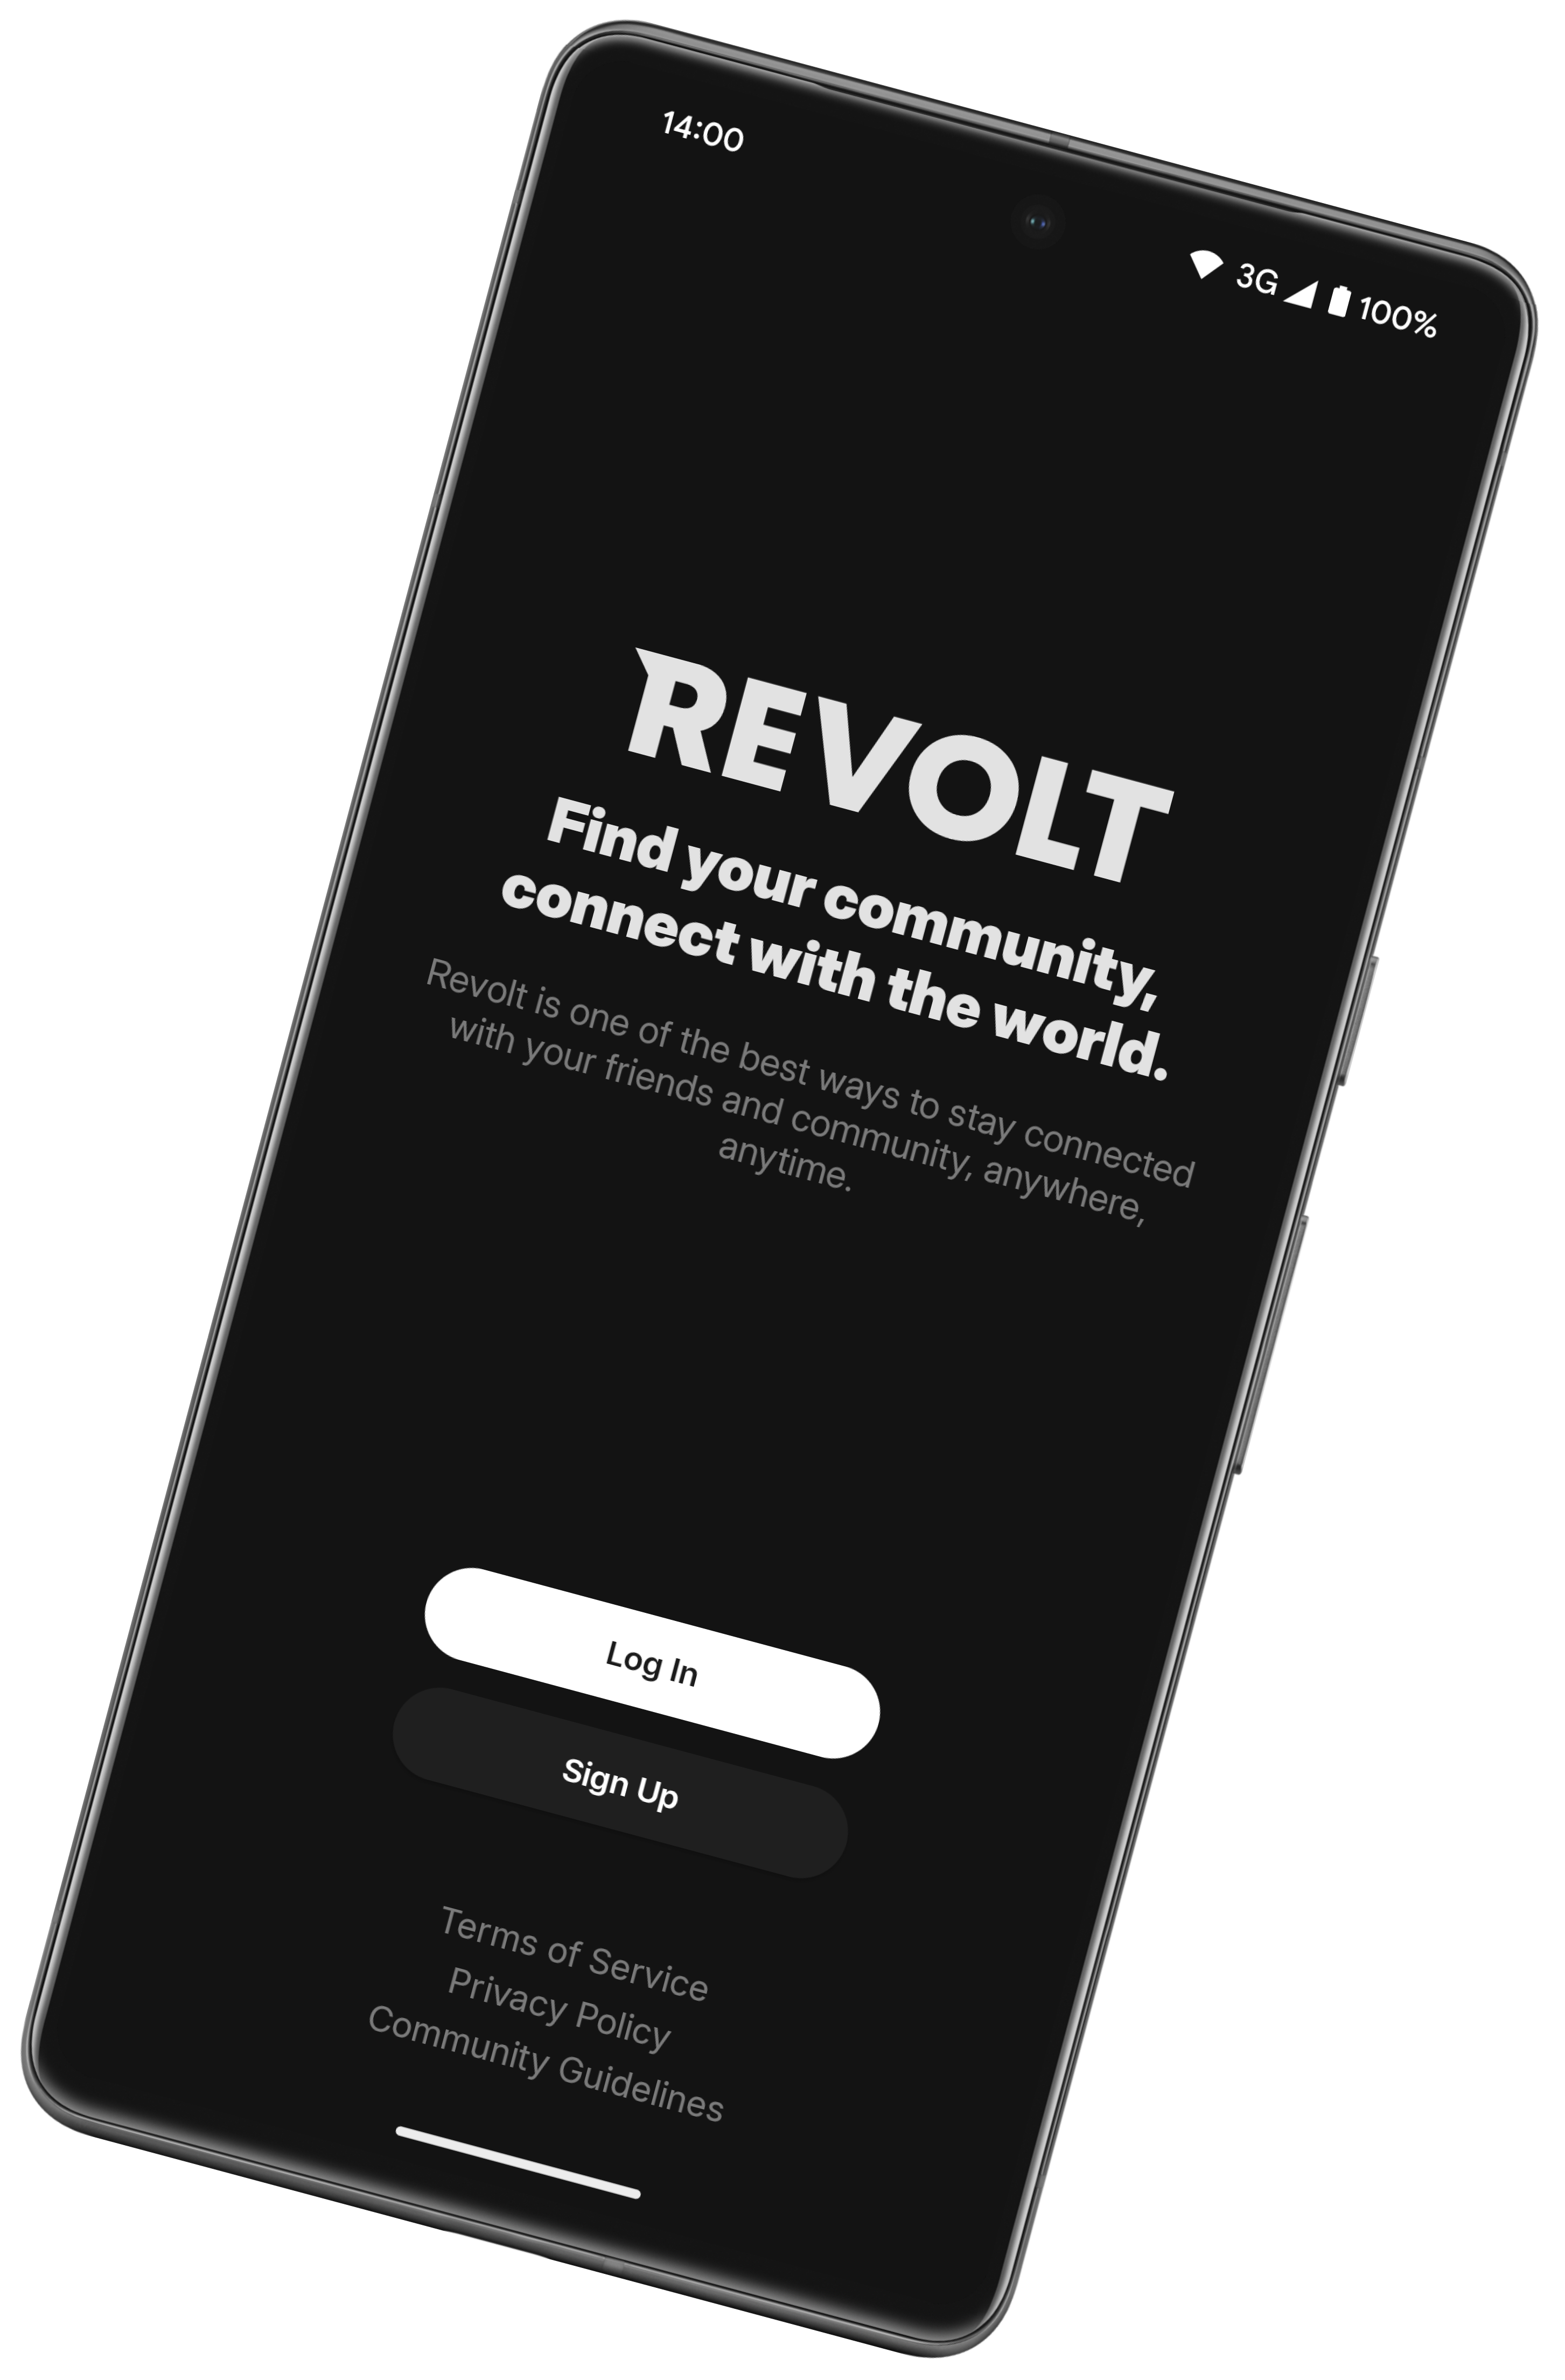 14:00
3G 100%
REVOLT
Find your community,
connect with the world.
Revolt is one of the best ways to stay connected
with your friends and community, anywhere,
anytime.
Log In
Sign Up
Terms of Service
Privacy Policy
Community Guidelines